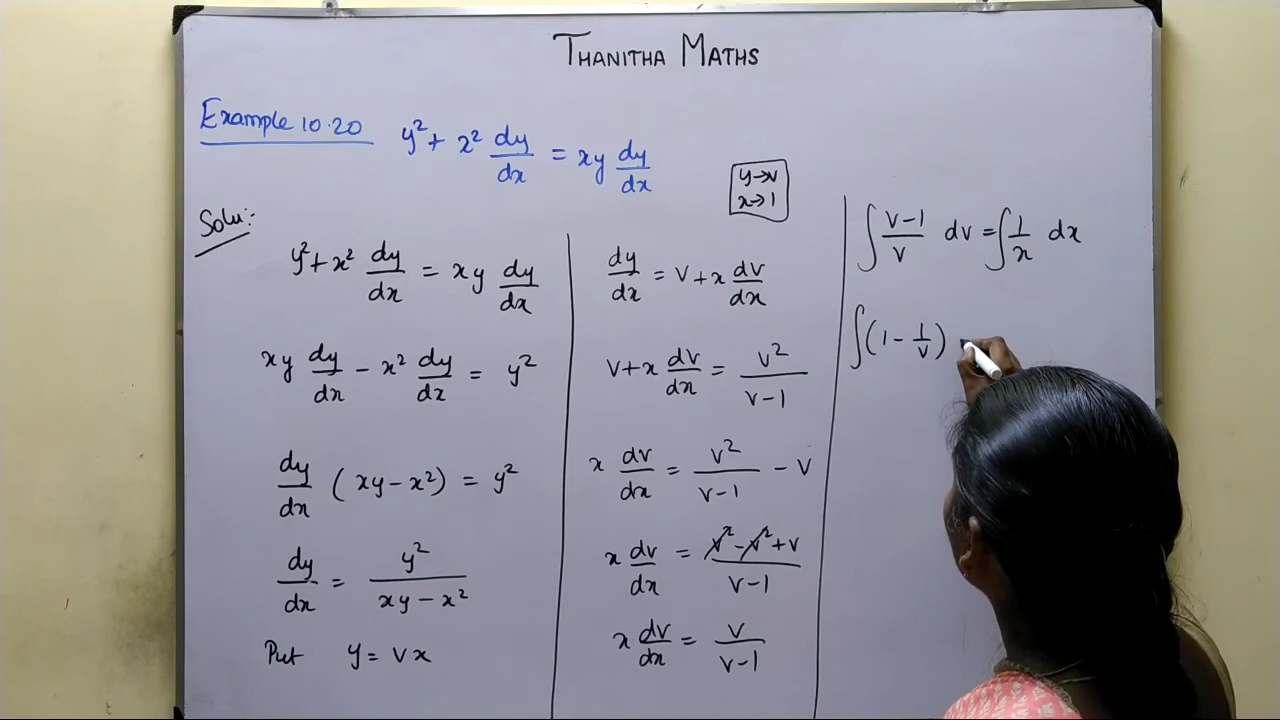 THANITHA MATHS
Example 10.20
y² + x² dy/dx = xy dy/dx
y→v
x→1
Solu:-
y² + x² dy/dx = xy dy/dx
xy dy/dx - x² dy/dx = y²
dy/dx (xy - x²) = y²
dy/dx = y²/(xy - x²)
Put y = vx
dy/dx = v + x dv/dx
v + x dv/dx = v²/(v-1)
x dv/dx = v²/(v-1) - v
x dv/dx = (v² - v² + v)/(v-1)
x dv/dx = v/(v-1)
∫ (v-1)/v dv = ∫ 1/x dx
∫ (1 - 1/v)